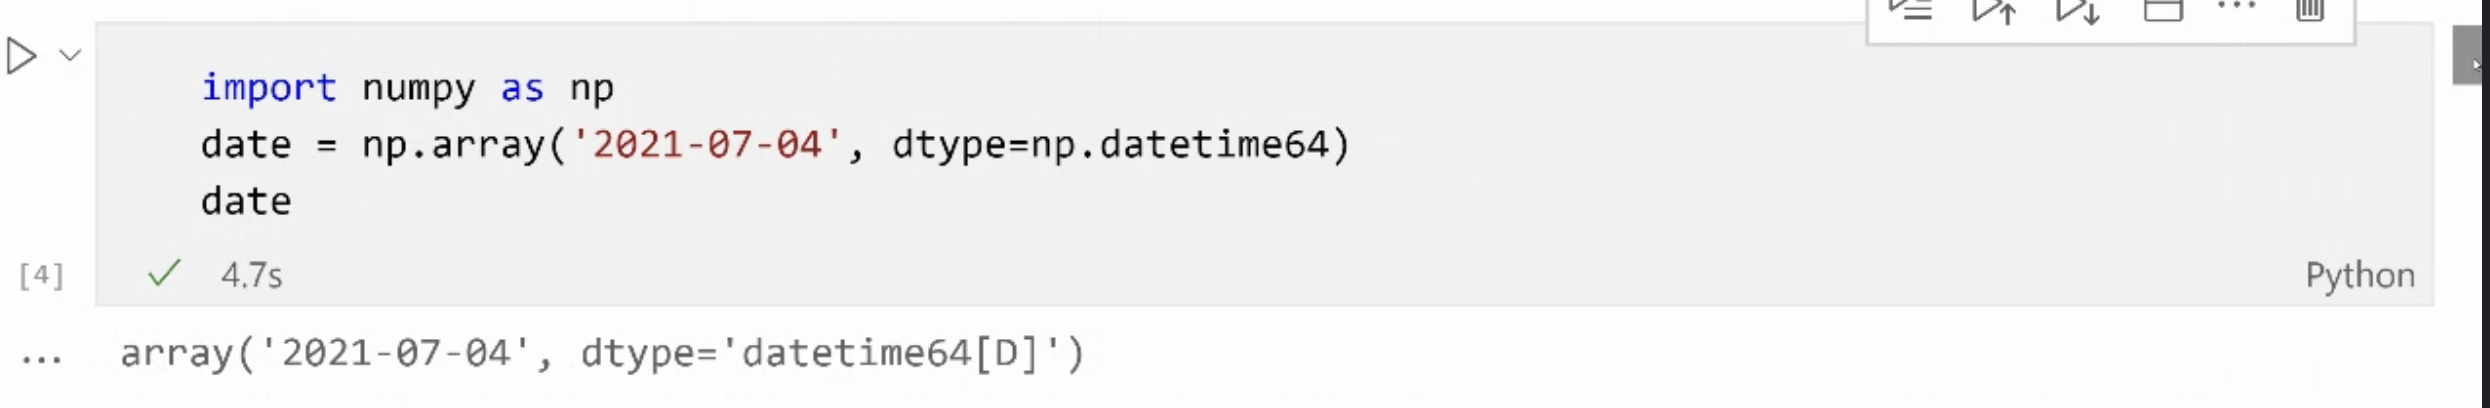 import numpy as np
date = np.array('2021-07-04', dtype=np.datetime64)
date
[4] 4.7s Python
... array('2021-07-04', dtype='datetime64[D]')